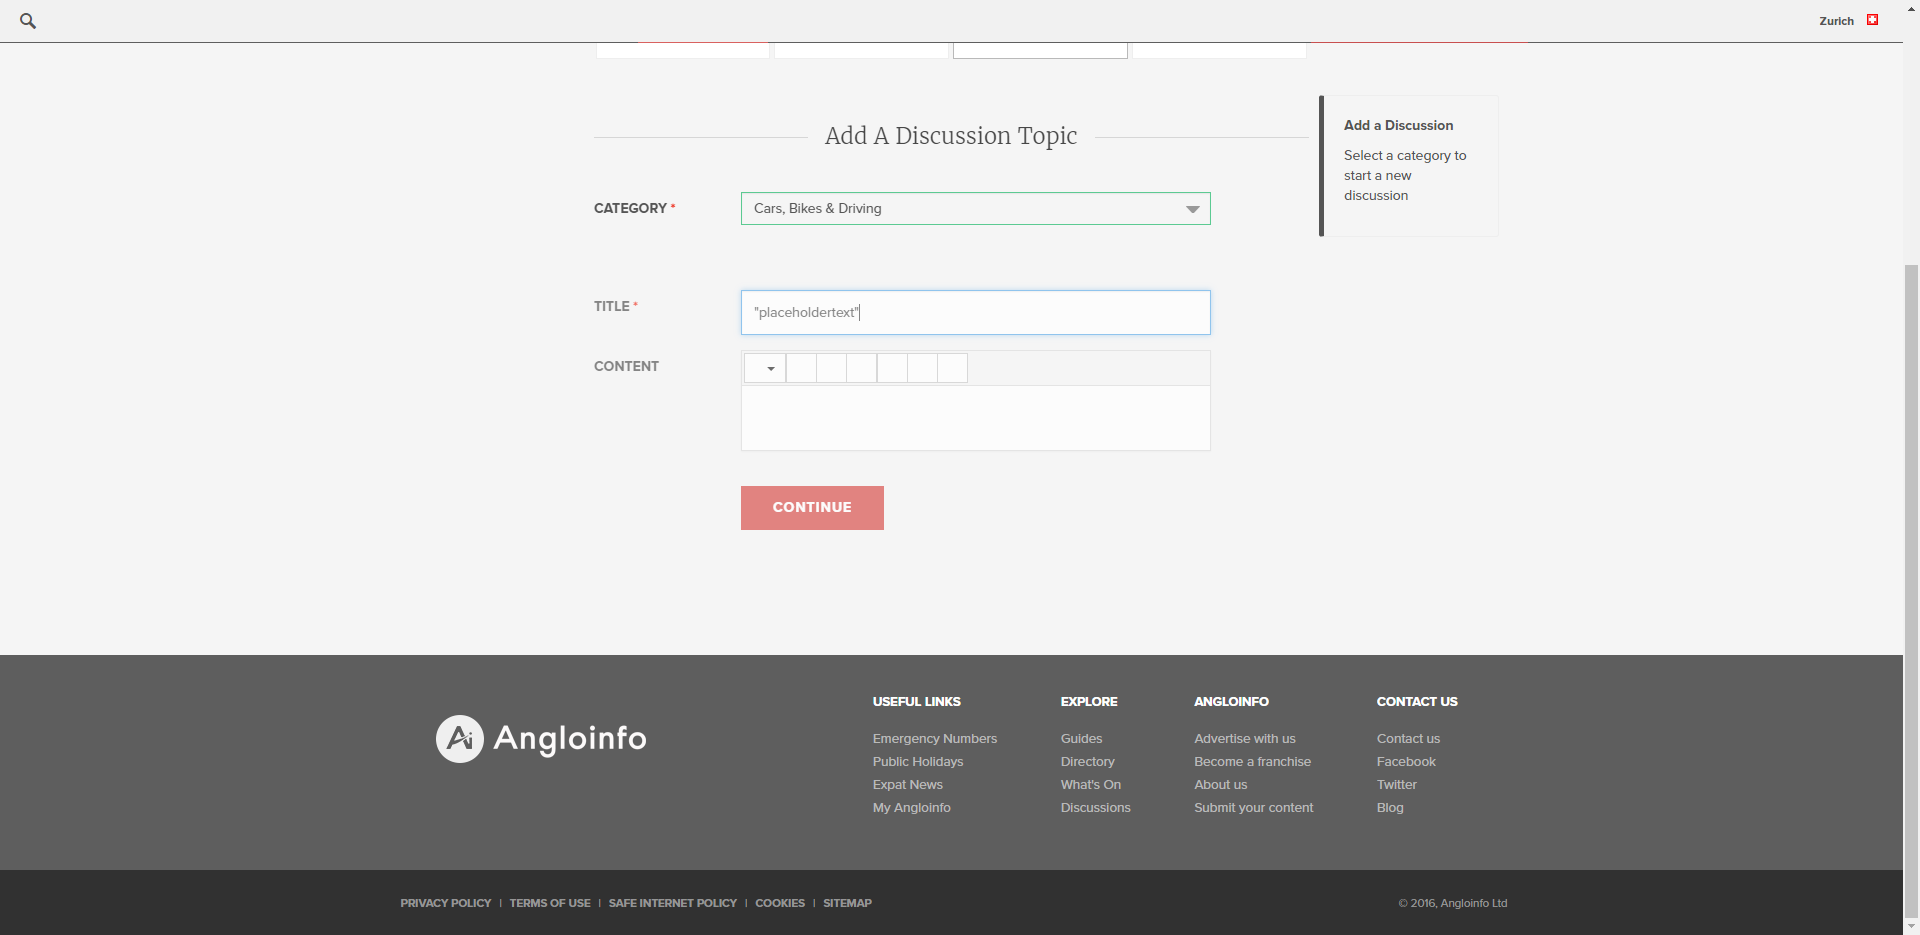 Zurich
Add A Discussion Topic
CATEGORY *
Cars, Bikes & Driving
TITLE *
"placeholdertext"
CONTENT
CONTINUE
Add a Discussion
Select a category to
start a new
discussion
Ai Angloinfo
USEFUL LINKS
Emergency Numbers
Public Holidays
Expat News
My Angloinfo
EXPLORE
Guides
Directory
What's On
Discussions
ANGLOINFO
Advertise with us
Become a franchise
About us
Submit your content
CONTACT US
Contact us
Facebook
Twitter
Blog
PRIVACY POLICY | TERMS OF USE | SAFE INTERNET POLICY | COOKIES | SITEMAP
© 2016, Angloinfo Ltd